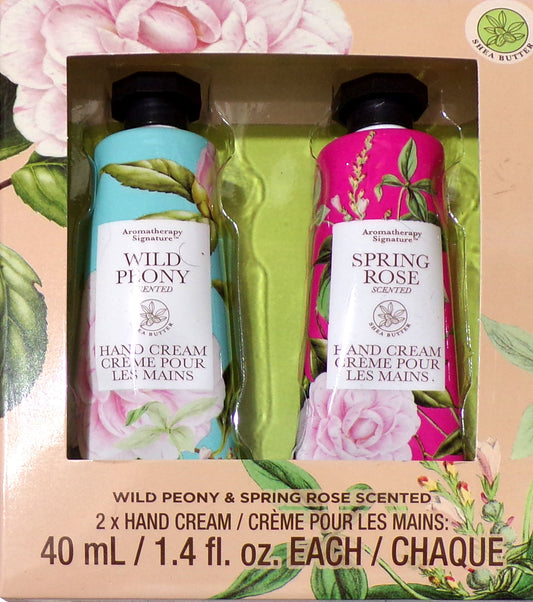 SHEA BUTTER
Aromatherapy
Signature™
WILD
PEONY
SCENTED
SHEA BUTTER
HAND CREAM
CRÈME POUR
LES MAINS
Aromatherapy
Signature™
SPRING
ROSE
SCENTED
SHEA BUTTER
HAND CREAM
CRÈME POUR
LES MAINS
WILD PEONY & SPRING ROSE SCENTED
2 x HAND CREAM / CRÈME POUR LES MAINS:
40 mL / 1.4 fl. oz. EACH / CHAQUE